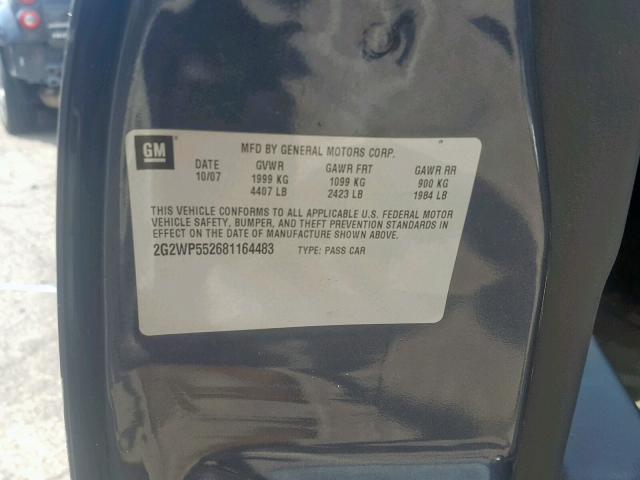 GM
MFD BY GENERAL MOTORS CORP.
DATE GVWR GAWR FRT GAWR RR
10/07 1999 KG 1099 KG 900 KG
4407 LB 2423 LB 1984 LB
THIS VEHICLE CONFORMS TO ALL APPLICABLE U.S. FEDERAL MOTOR
VEHICLE SAFETY, BUMPER, AND THEFT PREVENTION STANDARDS
IN EFFECT ON THE DATE OF MANUFACTURE SHOWN ABOVE.
2G2WP552681164483 TYPE: PASS CAR